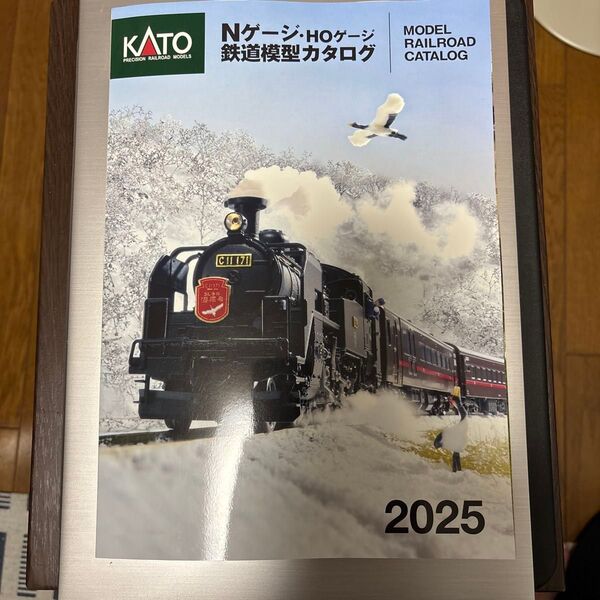 KATO
PRECISION RAILROAD MODELS
Nゲージ・HOゲージ
鉄道模型カタログ
MODEL
RAILROAD
CATALOG
C11 171
2025